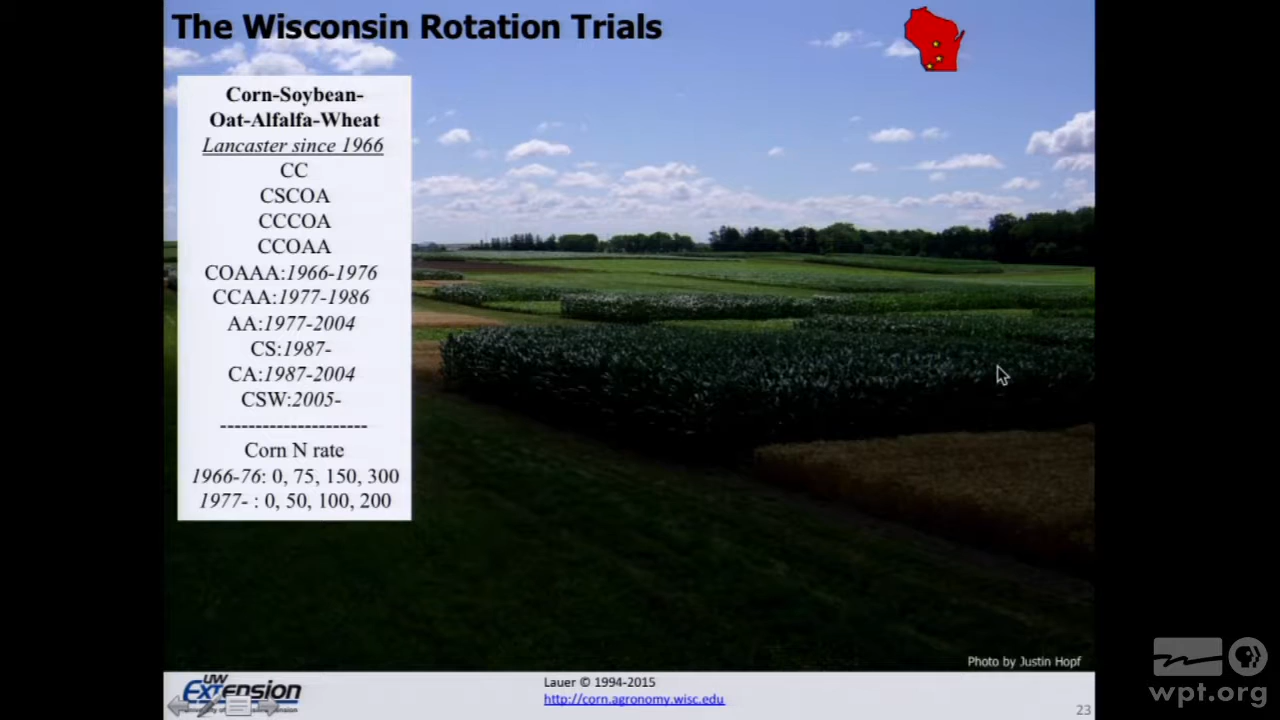 The Wisconsin Rotation Trials
Corn-Soybean-
Oat-Alfalfa-Wheat
Lancaster since 1966
CC
CSCOA
CCCOA
CCOAA
COAAA:1966-1976
CCAA:1977-1986
AA:1977-2004
CS:1987-
CA:1987-2004
CSW:2005-
---------------------
Corn N rate
1966-76: 0, 75, 150, 300
1977- : 0, 50, 100, 200
Photo by Justin Hopf
UW
Extension
Lauer © 1994-2015
http://corn.agronomy.wisc.edu
23
wpt.org